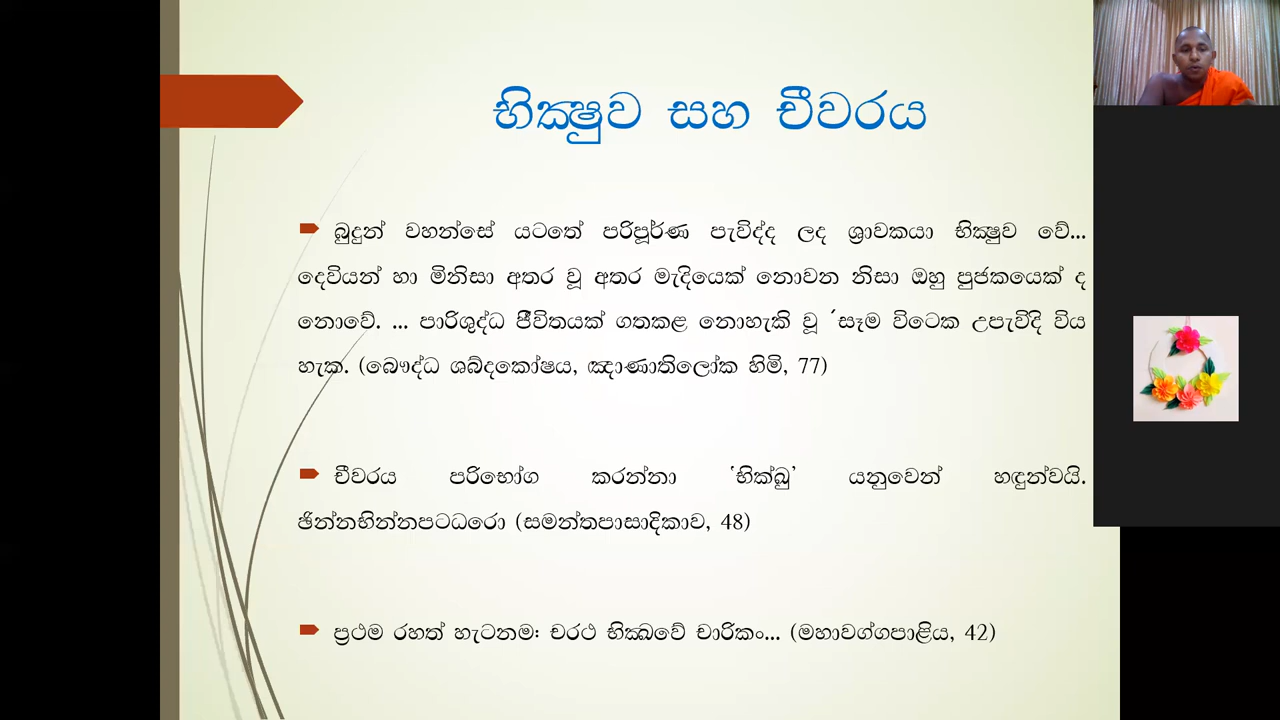 භික්‍ෂුව සහ චීවරය
බුදුන් වහන්සේ යටතේ පරිපූර්ණ පැවිද්ද ලද ශ්‍රාවකයා භික්‍ෂුව වේ...
දෙවියන් හා මිනිසා අතර වූ අතර මැදියෙක් නොවන නිසා ඔහු පුජකයෙක් ද
නොවේ. ... පාරිශුද්ධ ජීවිතයක් ගතකළ නොහැකි වූ ´සෑම විටෙක උපැවිදි විය
හැක. (බෞද්ධ ශබ්දකෝෂය, ඤාණාතිලෝක හිමි, 77)
චීවරය පරිභෝග කරන්නා ‛භික්ඛු’ යනුවෙන් හඳුන්වයි.
ඡින්නභින්නපටධරො (සමන්තපාසාදිකාව, 48)
ප්‍රථම රහත් හැටනම: චරථ භික්‍ඛවේ චාරිකං... (මහාවග්ගපාළිය, 42)